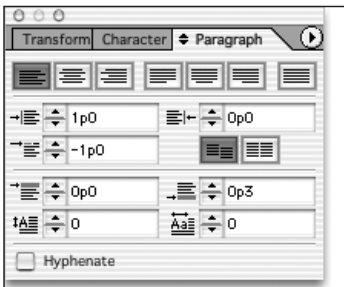 Transform Character Paragraph
1p0 0p0
-1p0
0p0 0p3
0 0
Hyphenate